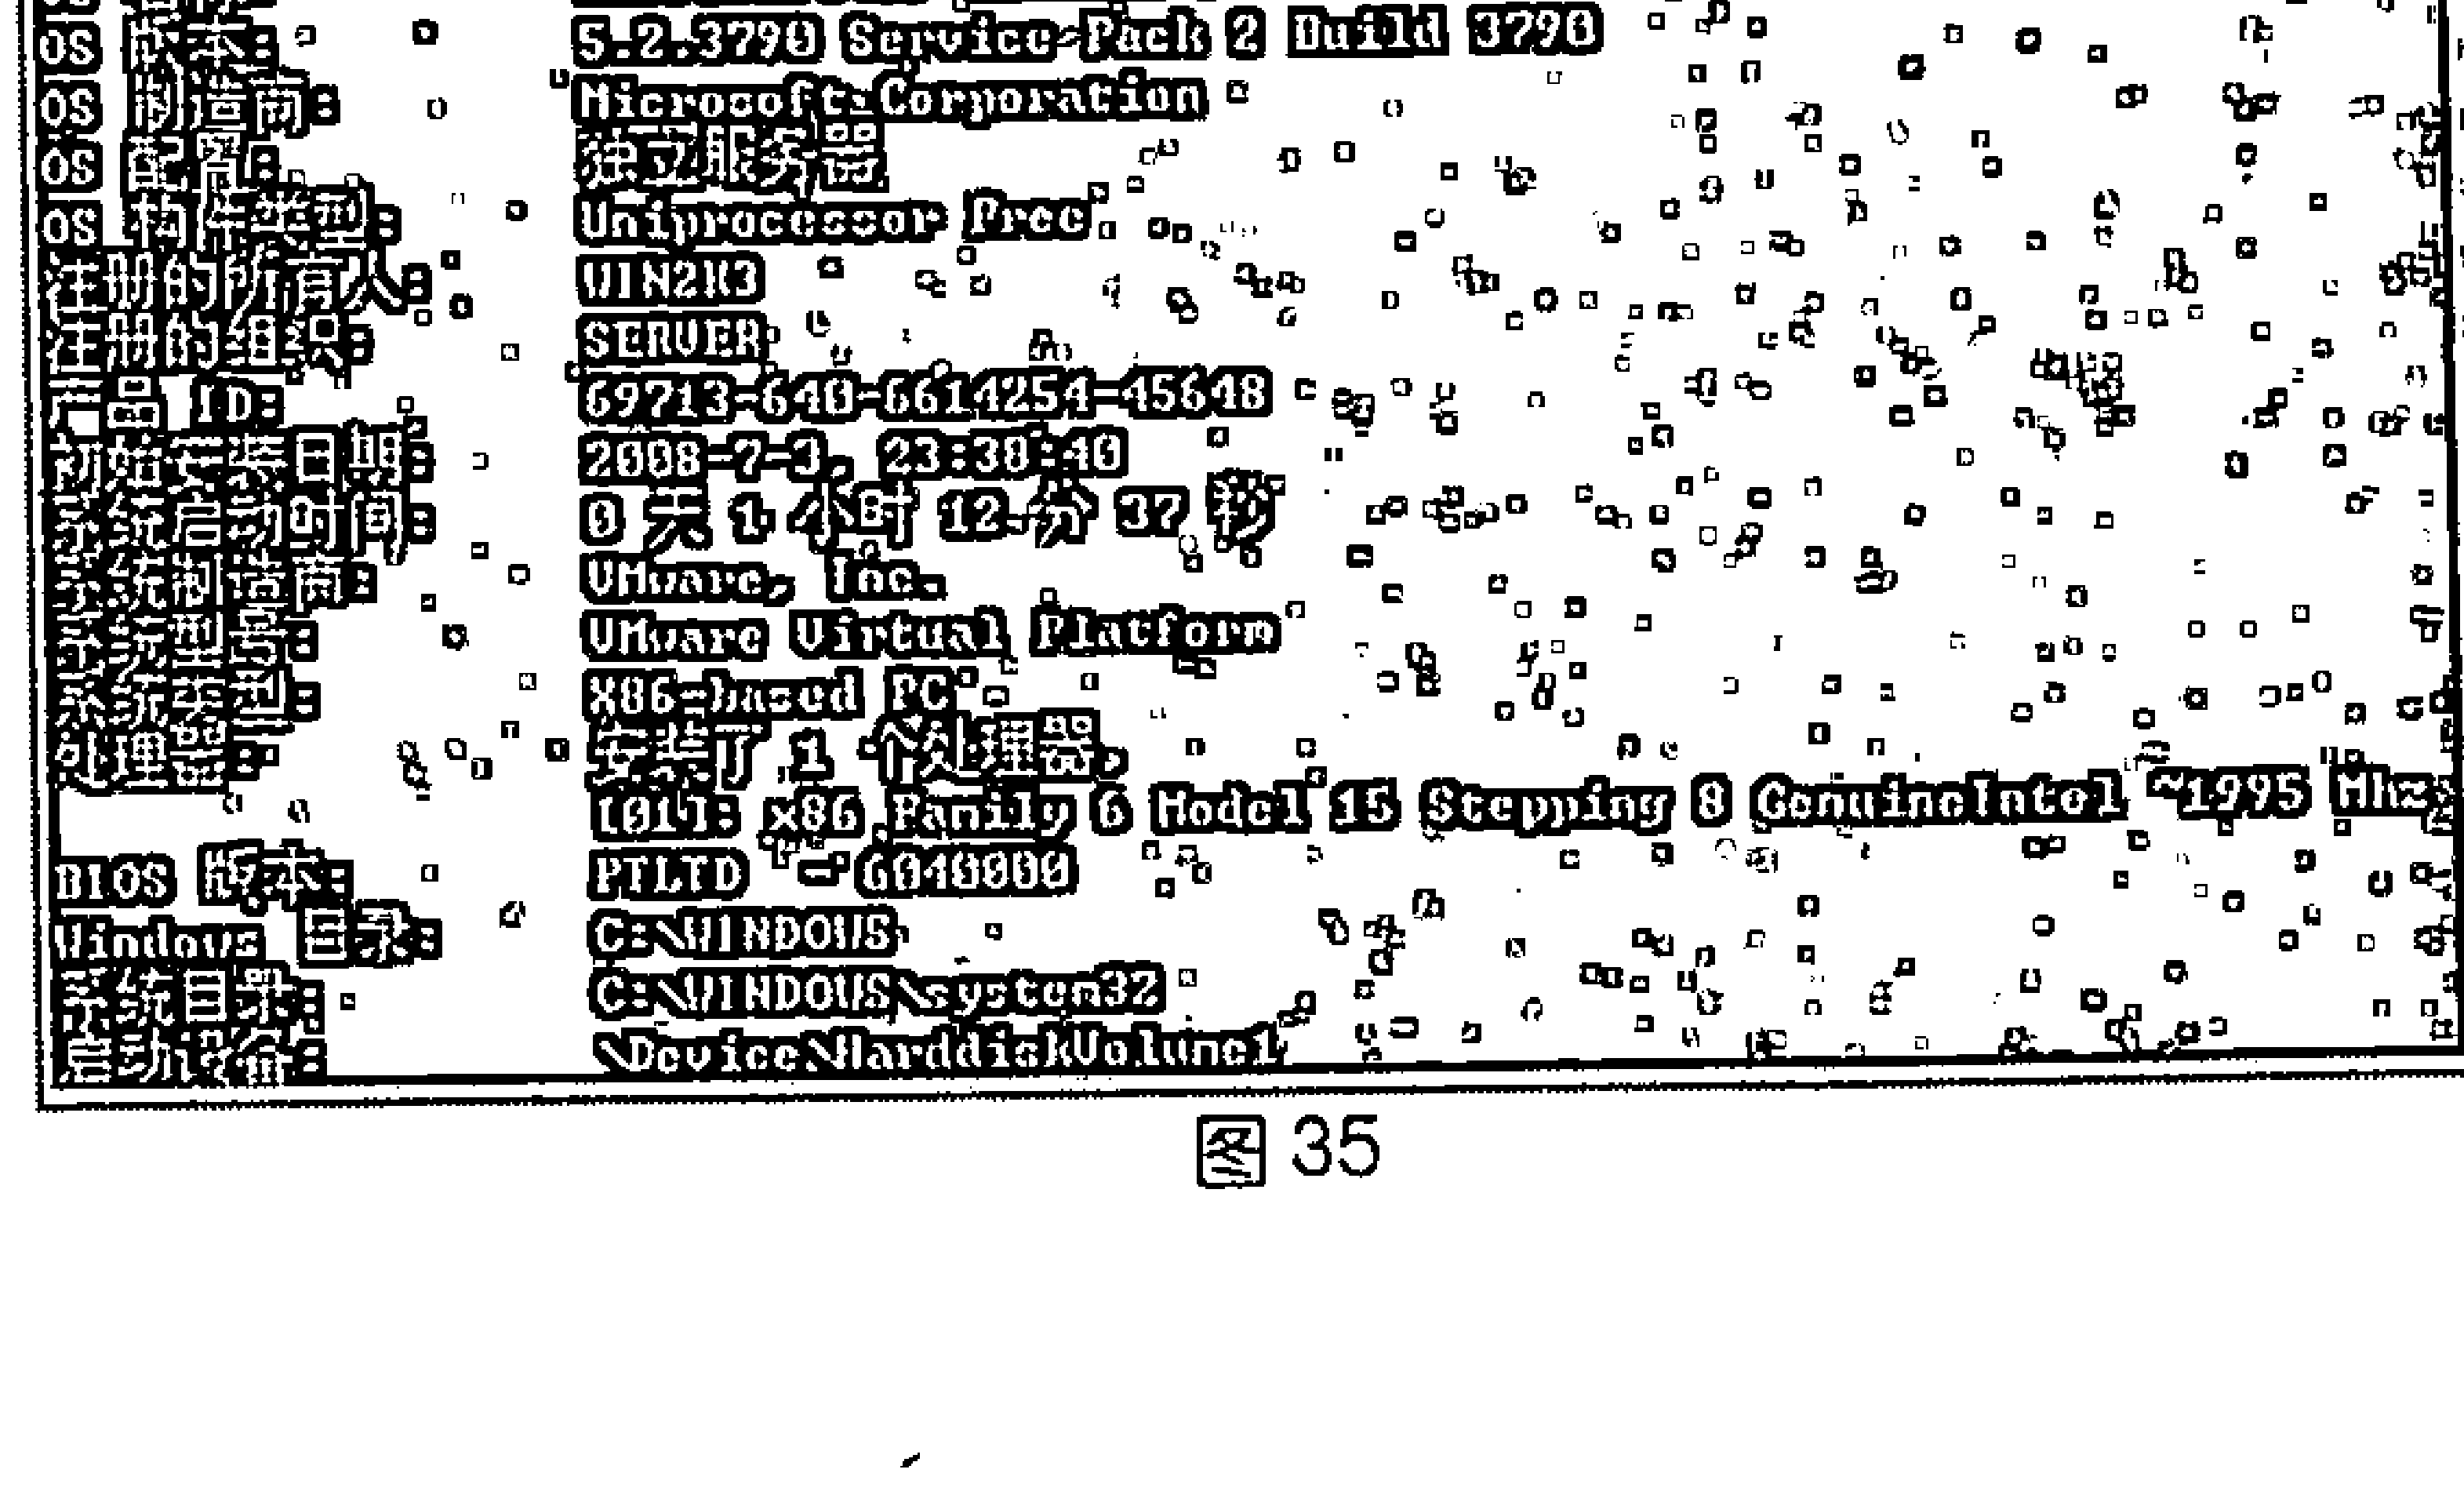 OS 版本: 5.2.3790 Service Pack 2 Build 3790
OS 制造商: Microsoft Corporation
OS 配置: 独立服务器
OS 构件类型: Uniprocessor Free
注册的所有人: WIN2K3
注册的组织: SERVER
产品 ID: 69713-640-6614254-45648
初始安装日期: 2008-7-3, 23:38:40
系统启动时间: 0 天 1 小时 12 分 37 秒
系统制造商: VMware, Inc.
系统型号: VMware Virtual Platform
系统类型: X86-based PC
处理器: 安装了 1 个处理器。
[01]: x86 Family 6 Model 15 Stepping 8 GenuineIntel ~1995 Mhz
BIOS 版本: PTLTD - 6040000
Windows 目录: C:\WINDOWS
系统目录: C:\WINDOWS\system32
启动设备: \Device\HarddiskVolume1
图 35